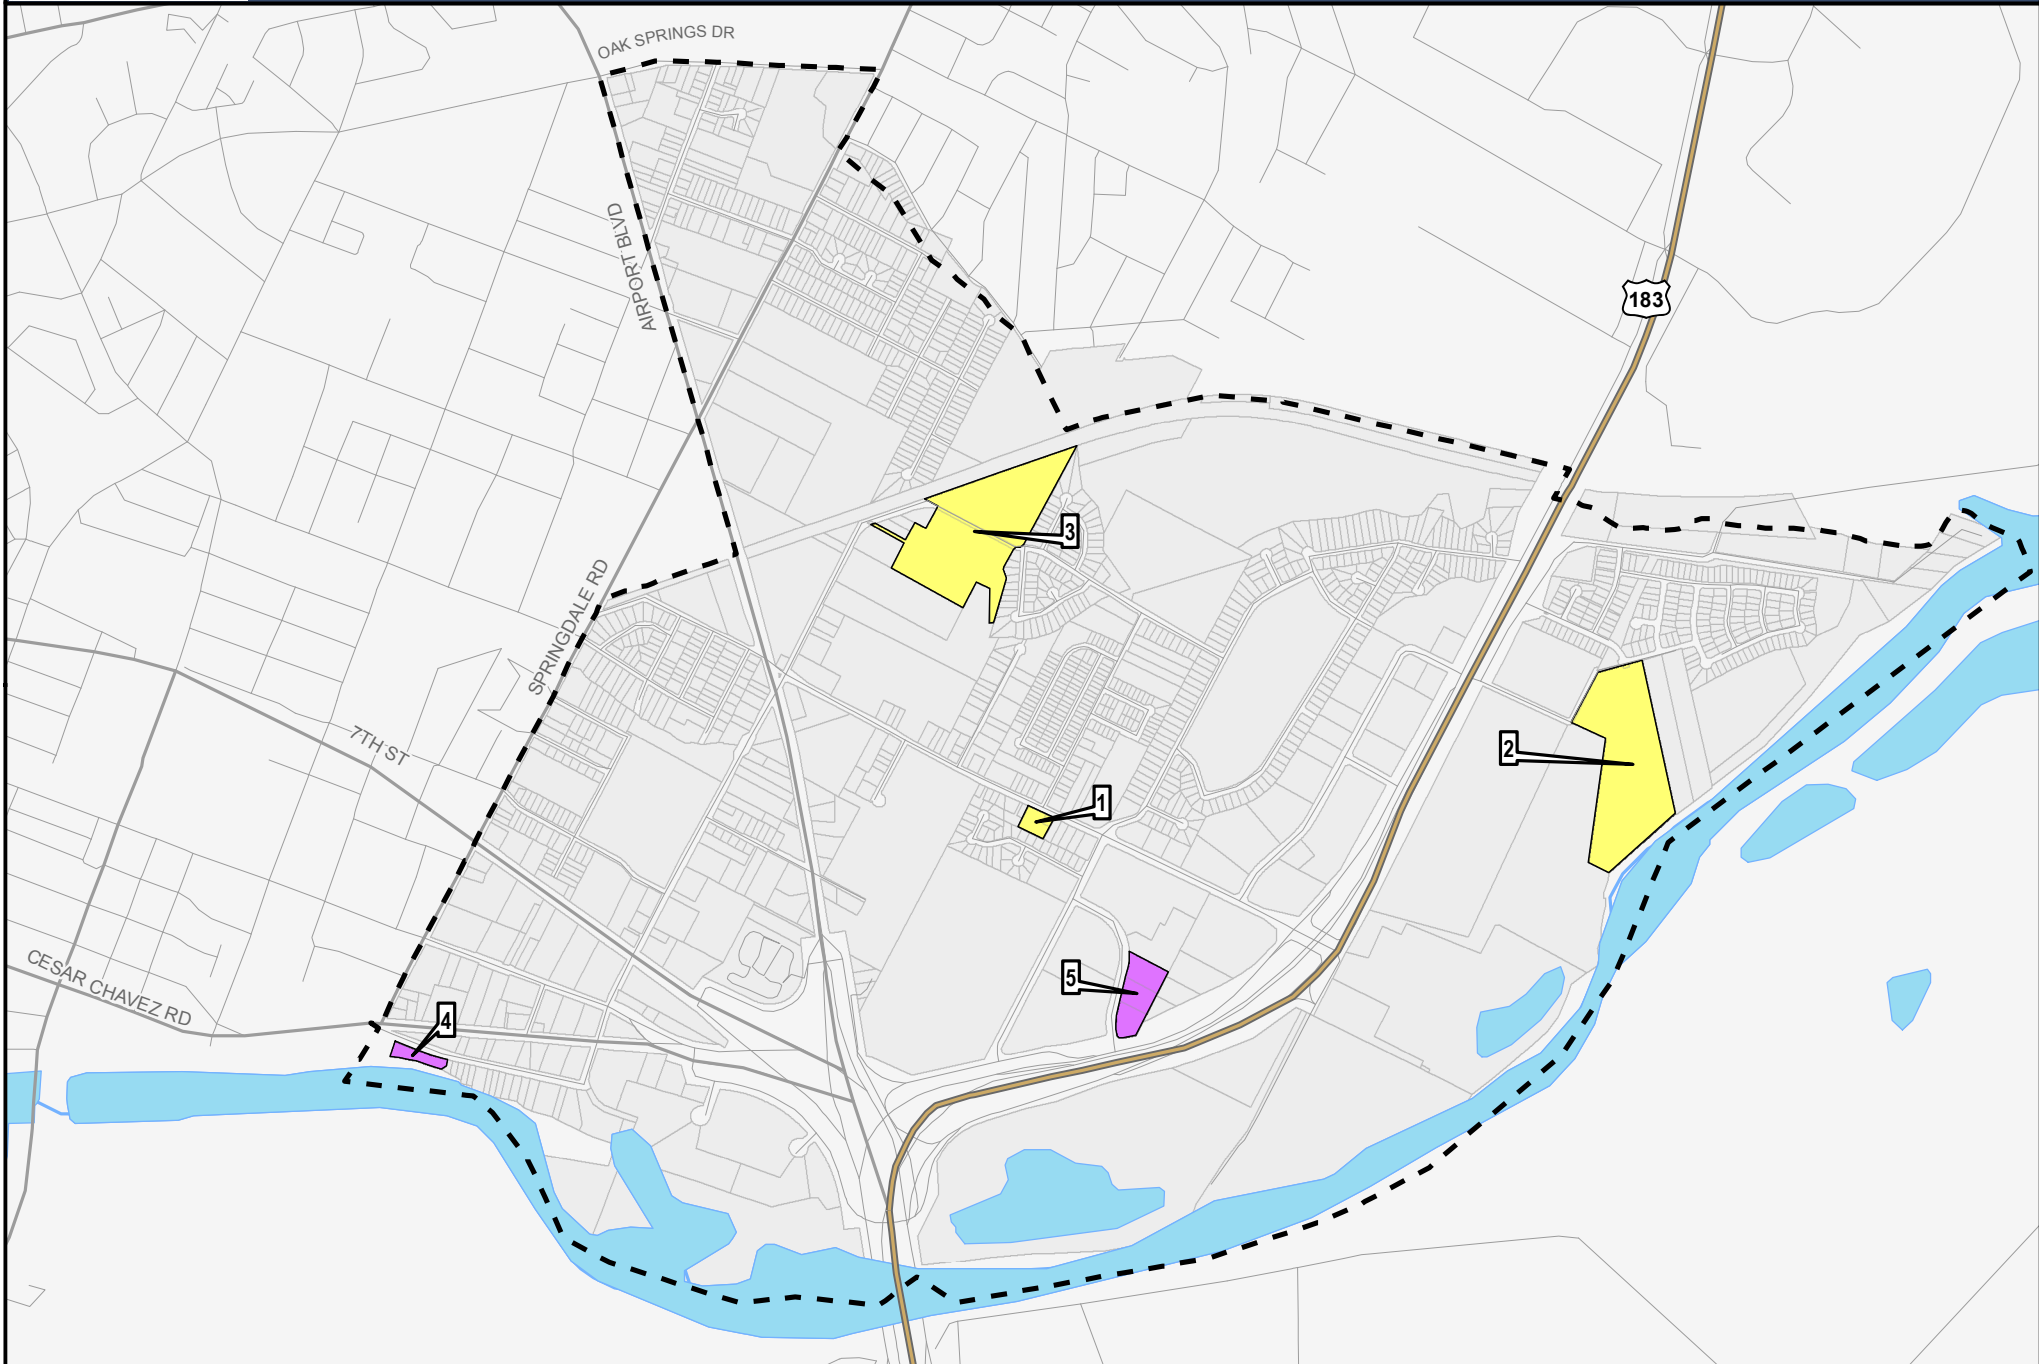 OAK SPRINGS DR
AIRPORT BLVD
183
3
SPRINGDALE RD
7TH ST
2
1
CESAR CHAVEZ RD
5
4